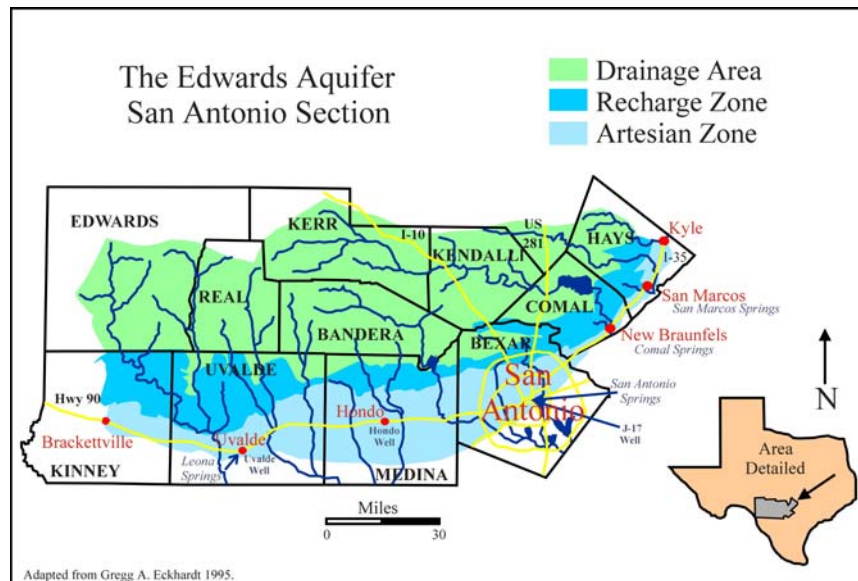 The Edwards Aquifer
San Antonio Section
Drainage Area
Recharge Zone
Artesian Zone
EDWARDS
KERR
I-10
KENDALLI
US
281
HAYS
Kyle
I-35
REAL
COMAL
San Marcos
San Marcos Springs
BANDERA
BEXAR
New Braunfels
Comal Springs
UVALDE
San
Antonio
San Antonio
Springs
Hwy 90
Hondo
Hondo
Well
J-17
Well
Brackettville
Uvalde
Uvalde
Well
Leona
Springs
KINNEY
MEDINA
N
Area
Detailed
Miles
0
30
Adapted from Gregg A. Eckhardt 1995.